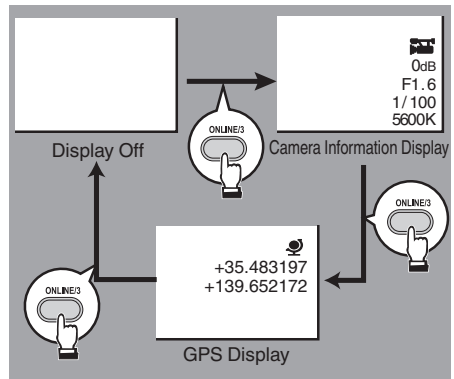 0dB
F1.6
1/100
5600K
ONLINE/3
Display Off
Camera Information Display
ONLINE/3
+35.483197
+139.652172
ONLINE/3
GPS Display